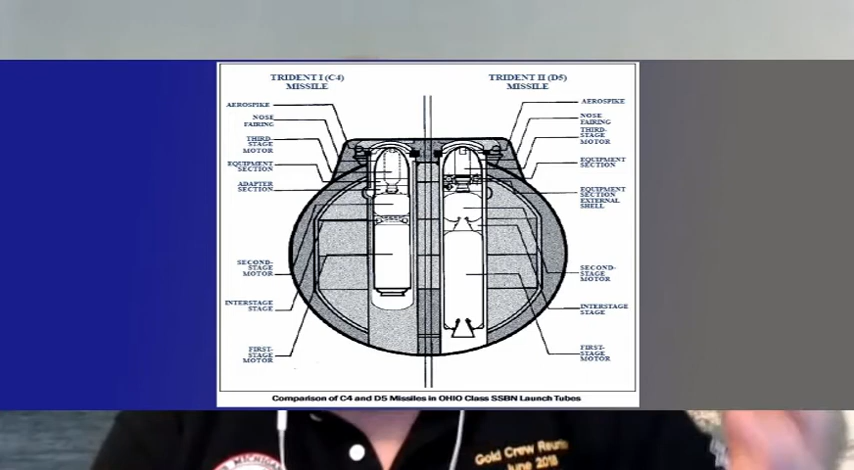 TRIDENT I (C4)
MISSILE
AEROSPIKE
NOSE
FAIRING
THIRD-
STAGE
MOTOR
EQUIPMENT
SECTION
ADAPTER
SECTION
SECOND-
STAGE
MOTOR
INTERSTAGE
STAGE
FIRST-
STAGE
MOTOR
TRIDENT II (D5)
MISSILE
AEROSPIKE
NOSE
FAIRING
THIRD-
STAGE
MOTOR
EQUIPMENT
SECTION
EQUIPMENT
SECTION
EXTERNAL
SHELL
SECOND-
STAGE
MOTOR
INTERSTAGE
STAGE
FIRST-
STAGE
MOTOR
Comparison of C4 and D5 Missiles in OHIO Class SSBN Launch Tubes
MICHIGAN
Gold Crew
June 2018